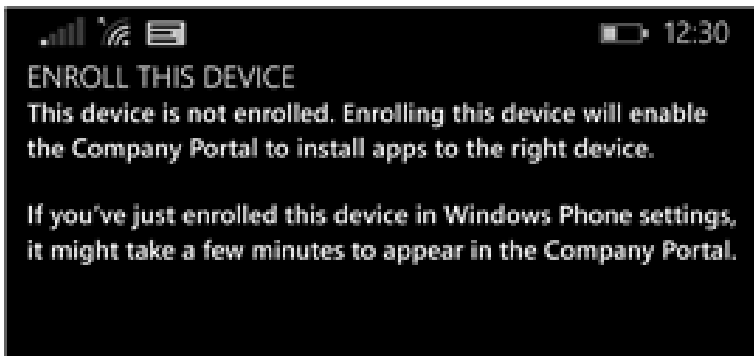 12:30
ENROLL THIS DEVICE
This device is not enrolled. Enrolling this device will enable
the Company Portal to install apps to the right device.
If you've just enrolled this device in Windows Phone settings,
it might take a few minutes to appear in the Company Portal.